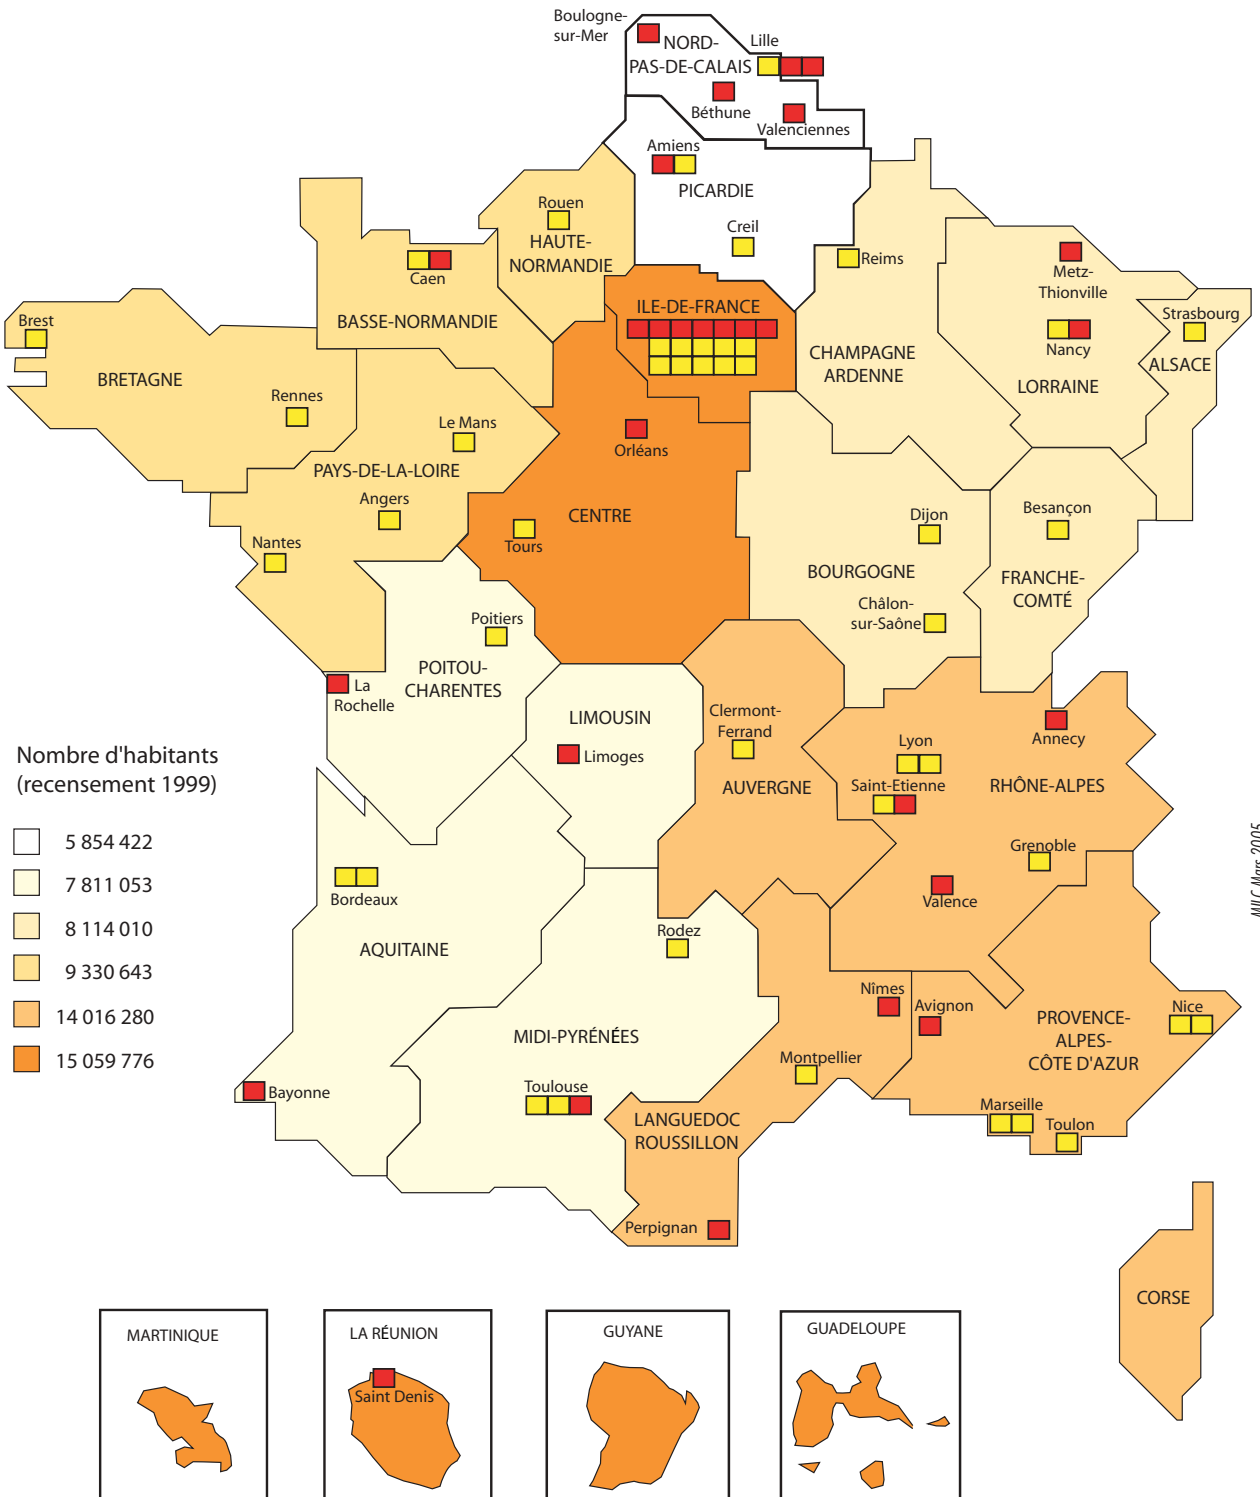 Boulogne-
sur-Mer
NORD-
PAS-DE-CALAIS
Lille
Béthune
Valenciennes
Amiens
PICARDIE
Creil
Rouen
HAUTE-
NORMANDIE
Caen
BASSE-NORMANDIE
ILE-DE-FRANCE
Reims
CHAMPAGNE
ARDENNE
Metz-
Thionville
Nancy
LORRAINE
Strasbourg
ALSACE
Brest
BRETAGNE
Rennes
Le Mans
PAYS-DE-LA-LOIRE
Angers
Nantes
Orléans
CENTRE
Tours
Dijon
BOURGOGNE
Châlon-
sur-Saône
Besançon
FRANCHE-
COMTÉ
Poitiers
POITOU-
CHARENTES
La
Rochelle
LIMOUSIN
Limoges
Clermont-
Ferrand
AUVERGNE
Lyon
Saint-Etienne
Annecy
RHÔNE-ALPES
Grenoble
Valence
Nombre d'habitants
(recensement 1999)
5 854 422
7 811 053
8 114 010
9 330 643
14 016 280
15 059 776
MILC Mars 2005
Bordeaux
AQUITAINE
Bayonne
Rodez
MIDI-PYRÉNÉES
Toulouse
Nîmes
Avignon
Montpellier
LANGUEDOC
ROUSSILLON
Perpignan
PROVENCE-
ALPES-
CÔTE D'AZUR
Nice
Marseille
Toulon
CORSE
MARTINIQUE
LA RÉUNION
Saint Denis
GUYANE
GUADELOUPE